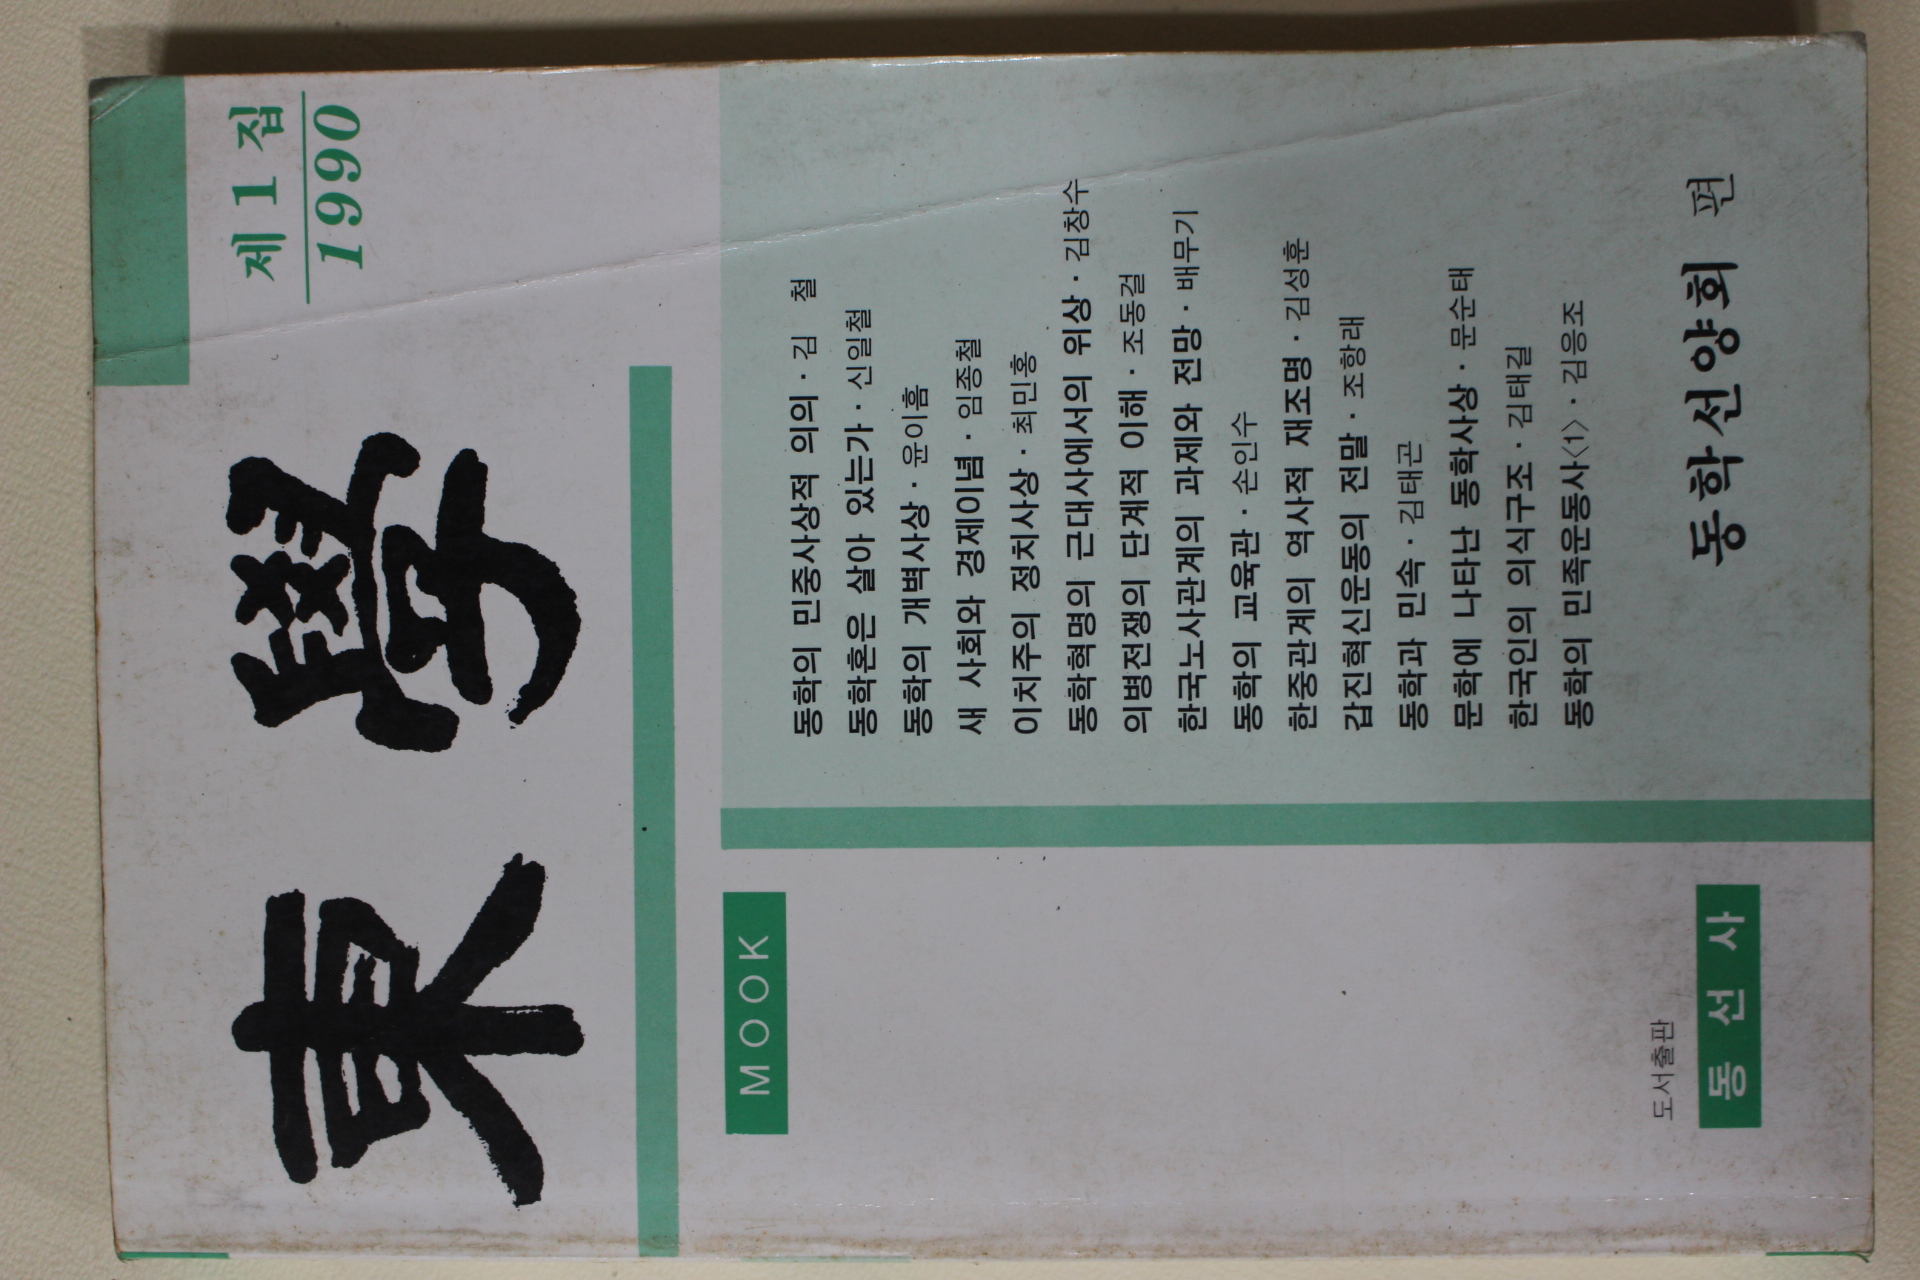 제1집
1990
東學
MOOK
동학의 민중사상적 의의 · 김 철
동학혼은 살아 있는가 · 신일철
동학의 개벽사상 · 윤이흠
새 사회와 경제이념 · 임종철
이치주의 정치사상 · 최민홍
동학혁명의 근대사에서의 위상 · 김창수
의병전쟁의 단계적 이해 · 조동걸
한국노사관계의 과제와 전망 · 배무기
동학의 교육관 · 손인수
한중관계의 역사적 재조명 · 김성훈
갑진혁신운동의 전말 · 조항래
동학과 민속 · 김태곤
문학에 나타난 동학사상 · 문순태
한국인의 의식구조 · 김태길
동학의 민족운동사〈1〉 · 김응조
동학선양회 편
도서출판
동선사